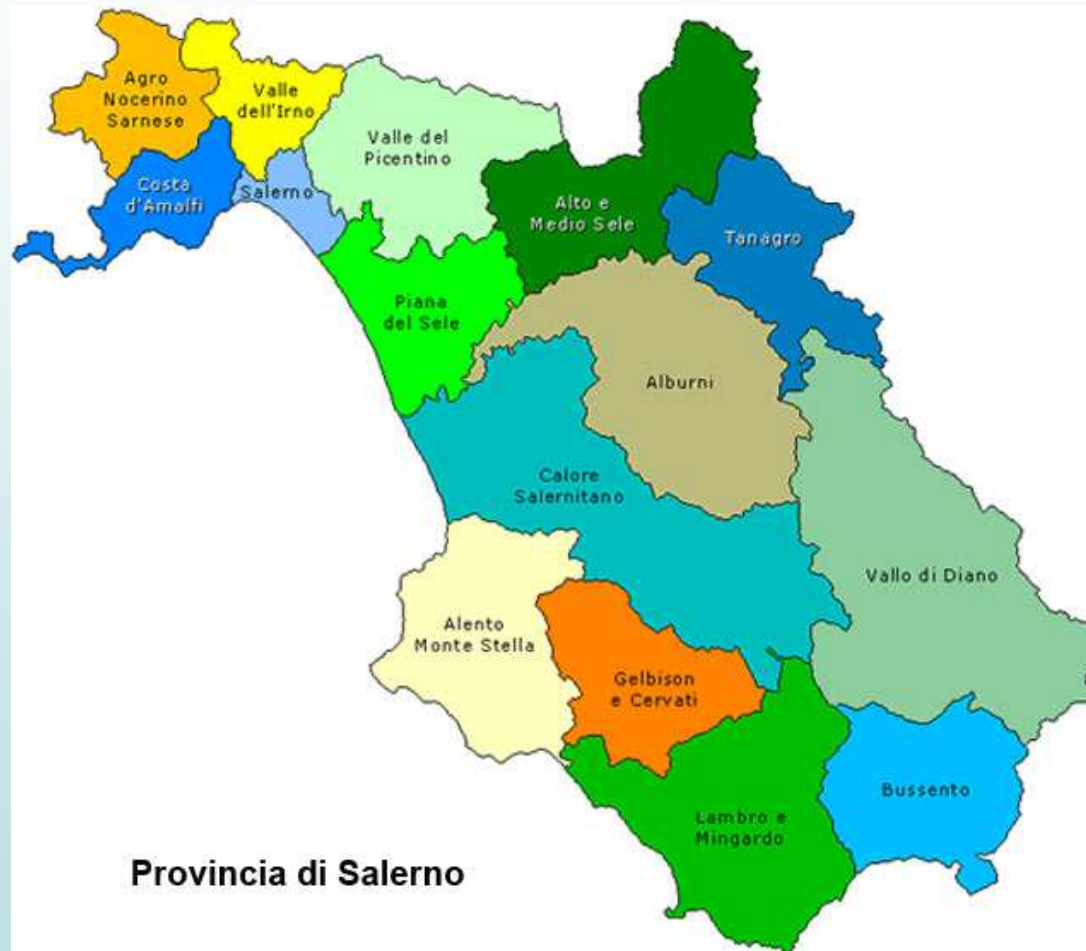 Agro
Nocerino
Sarnese
Valle
dell'Irno
Valle del
Picentino
Costa
d'Amalfi
Salerno
Alto e
Medio Sele
Tanagro
Piana
del Sele
Alburni
Calore
Salernitano
Vallo di Diano
Alento
Monte Stella
Gelbison
e Cervati
Bussento
Lambro e
Mingardo
Provincia di Salerno